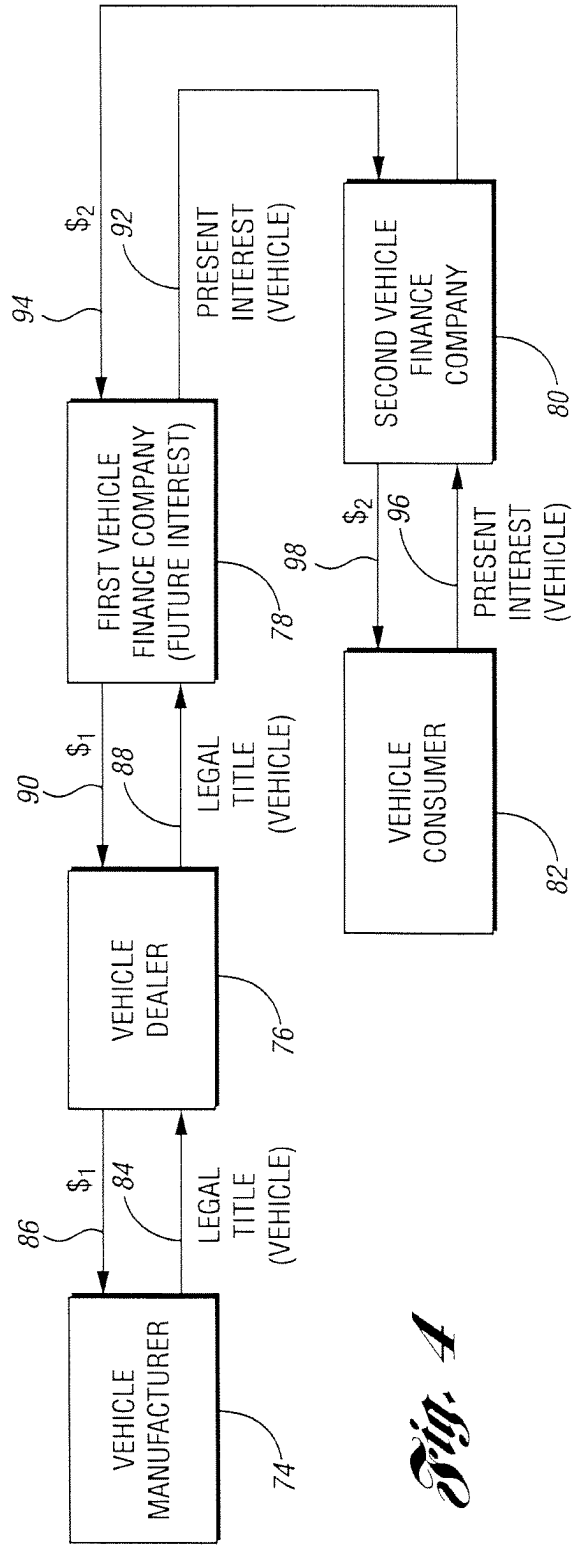 VEHICLE
MANUFACTURER
74
86
$1
84
LEGAL
TITLE
(VEHICLE)
VEHICLE
DEALER
76
90
$1
88
LEGAL
TITLE
(VEHICLE)
FIRST VEHICLE
FINANCE COMPANY
(FUTURE INTEREST)
78
94
$2
92
PRESENT
INTEREST
(VEHICLE)
SECOND VEHICLE
FINANCE
COMPANY
80
98
$2
96
PRESENT
INTEREST
(VEHICLE)
VEHICLE
CONSUMER
82
Fig. 4